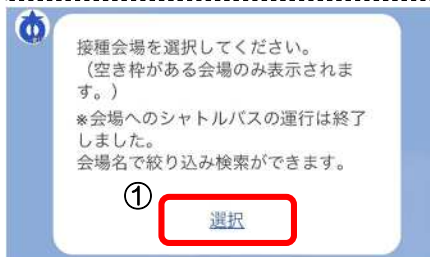 接種会場を選択してください。
（空き枠がある会場のみ表示されま
す。）
※会場へのシャトルバスの運行は終了
しました。
会場名で絞り込み検索ができます。
①
選択